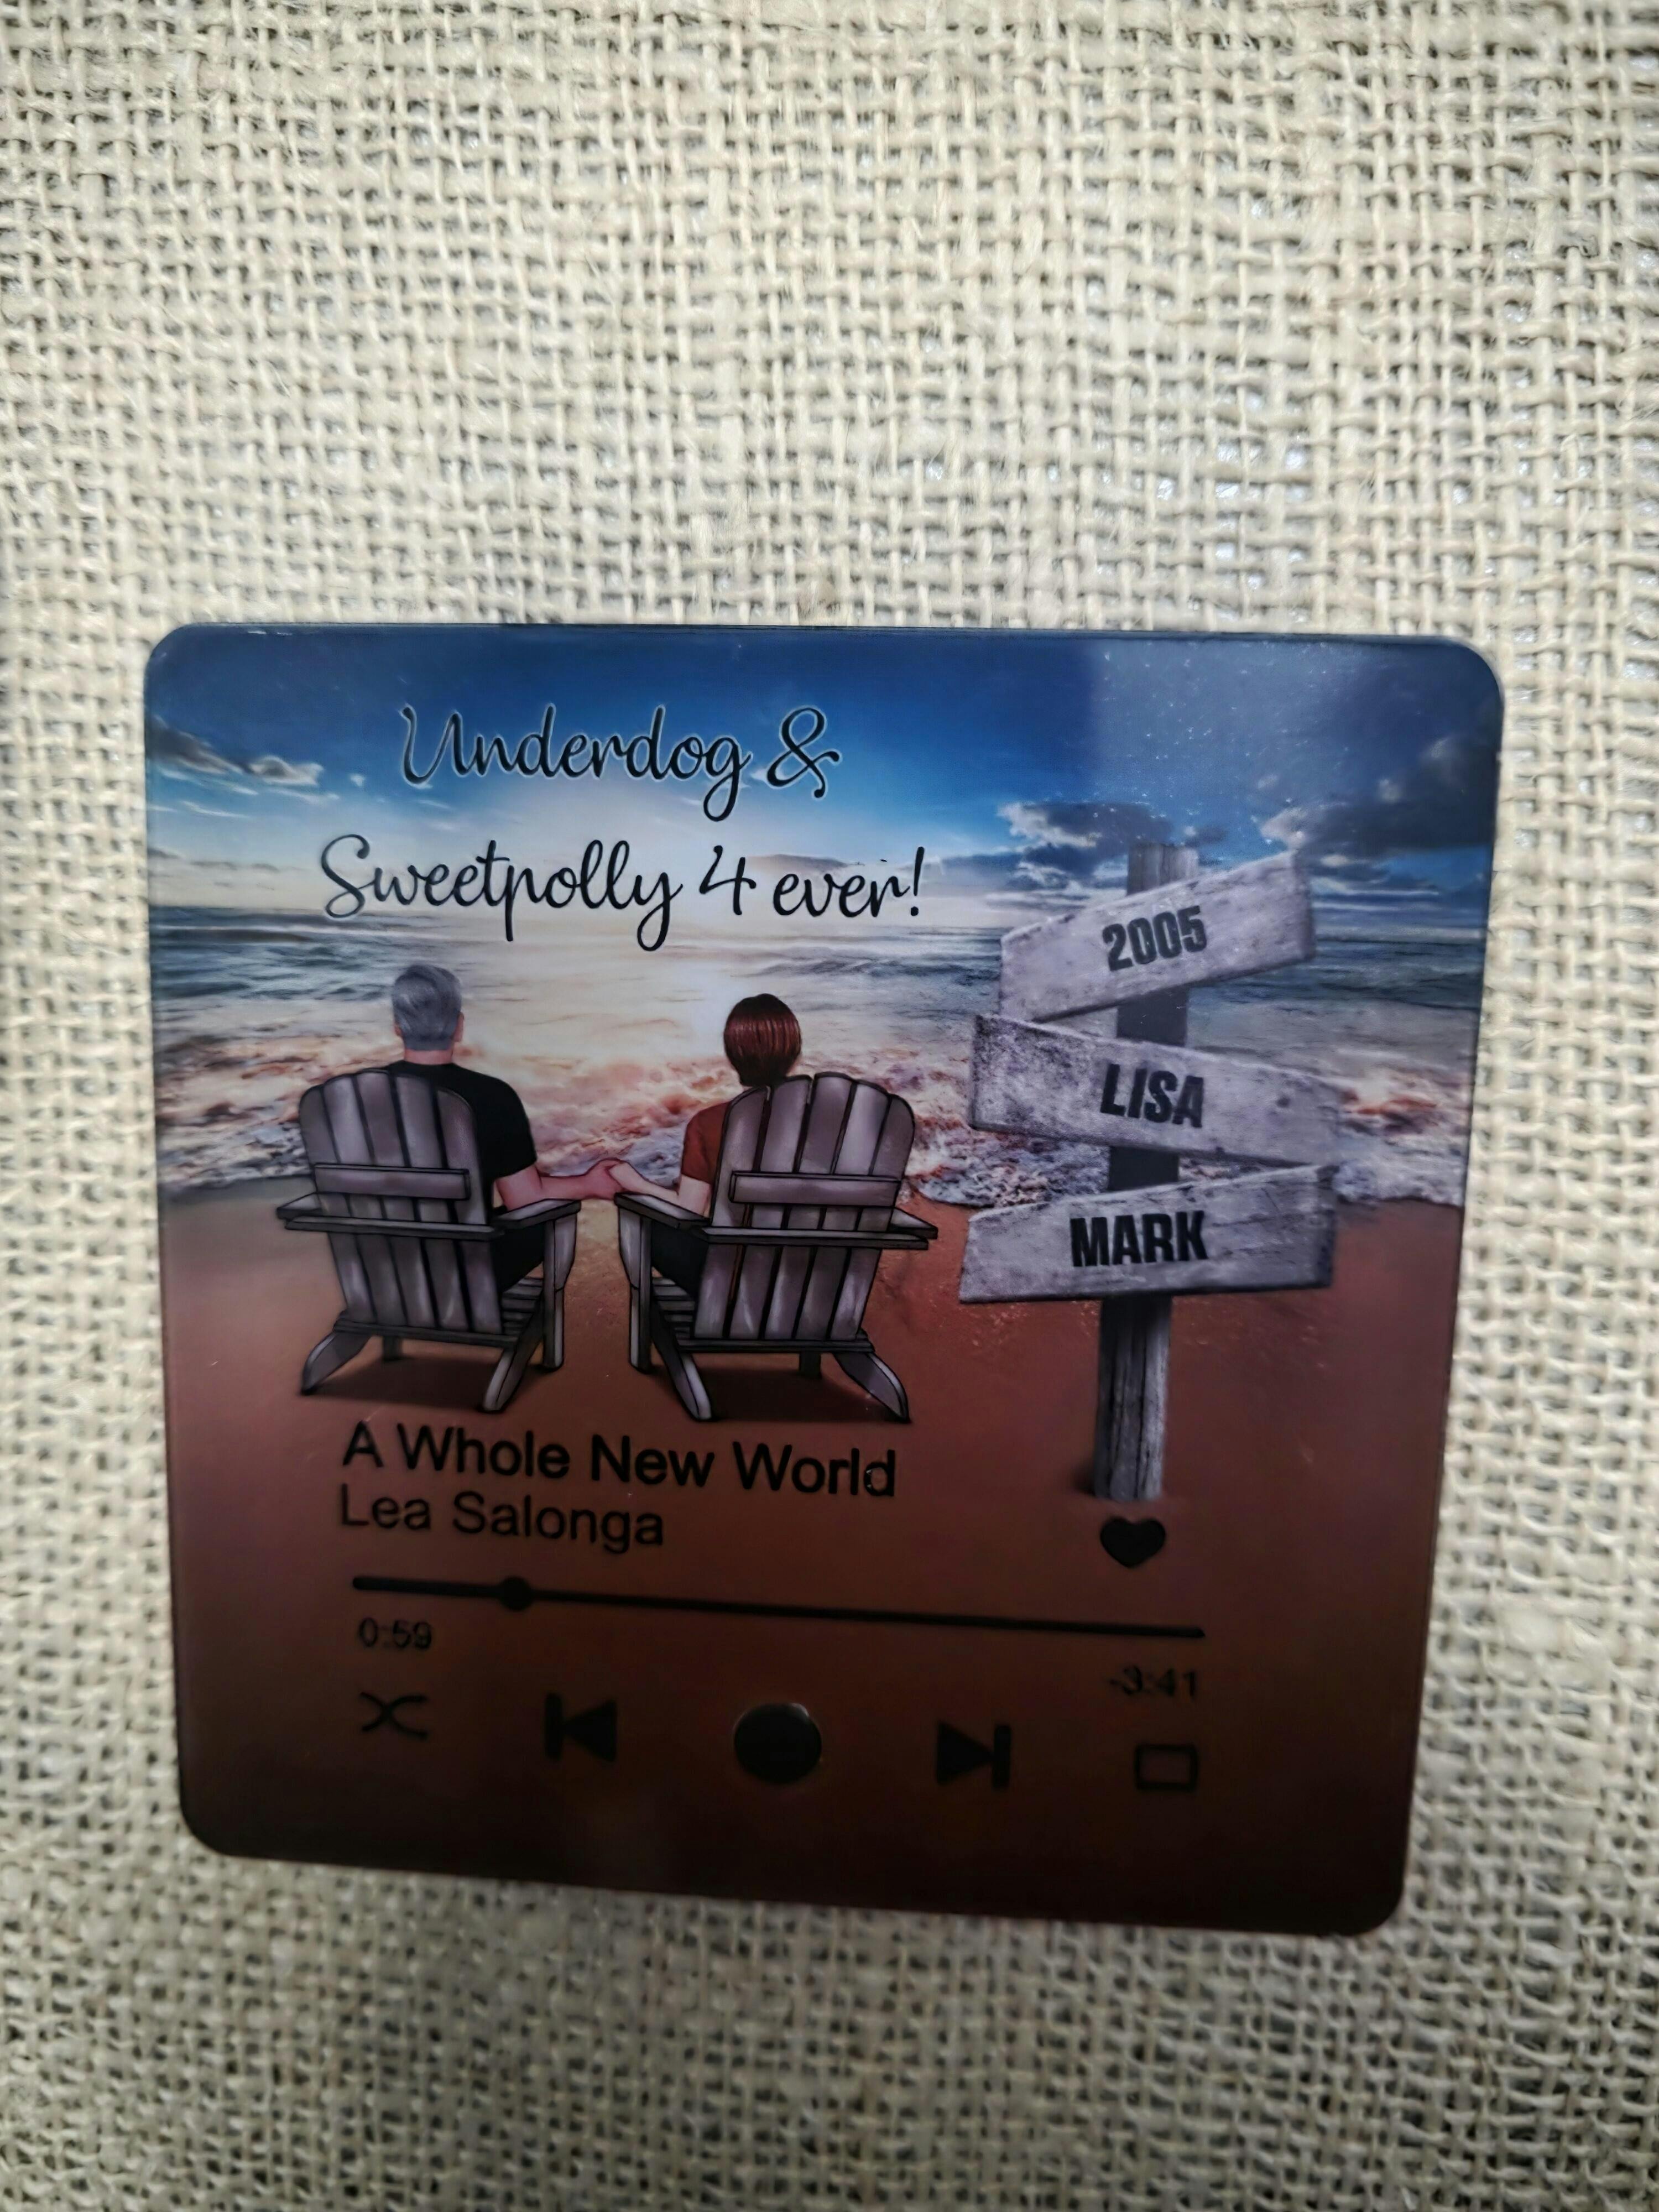 Underdog &
Sweetpolly 4 ever!
2005
LISA
MARK
A Whole New World
Lea Salonga
0:59
-3:41